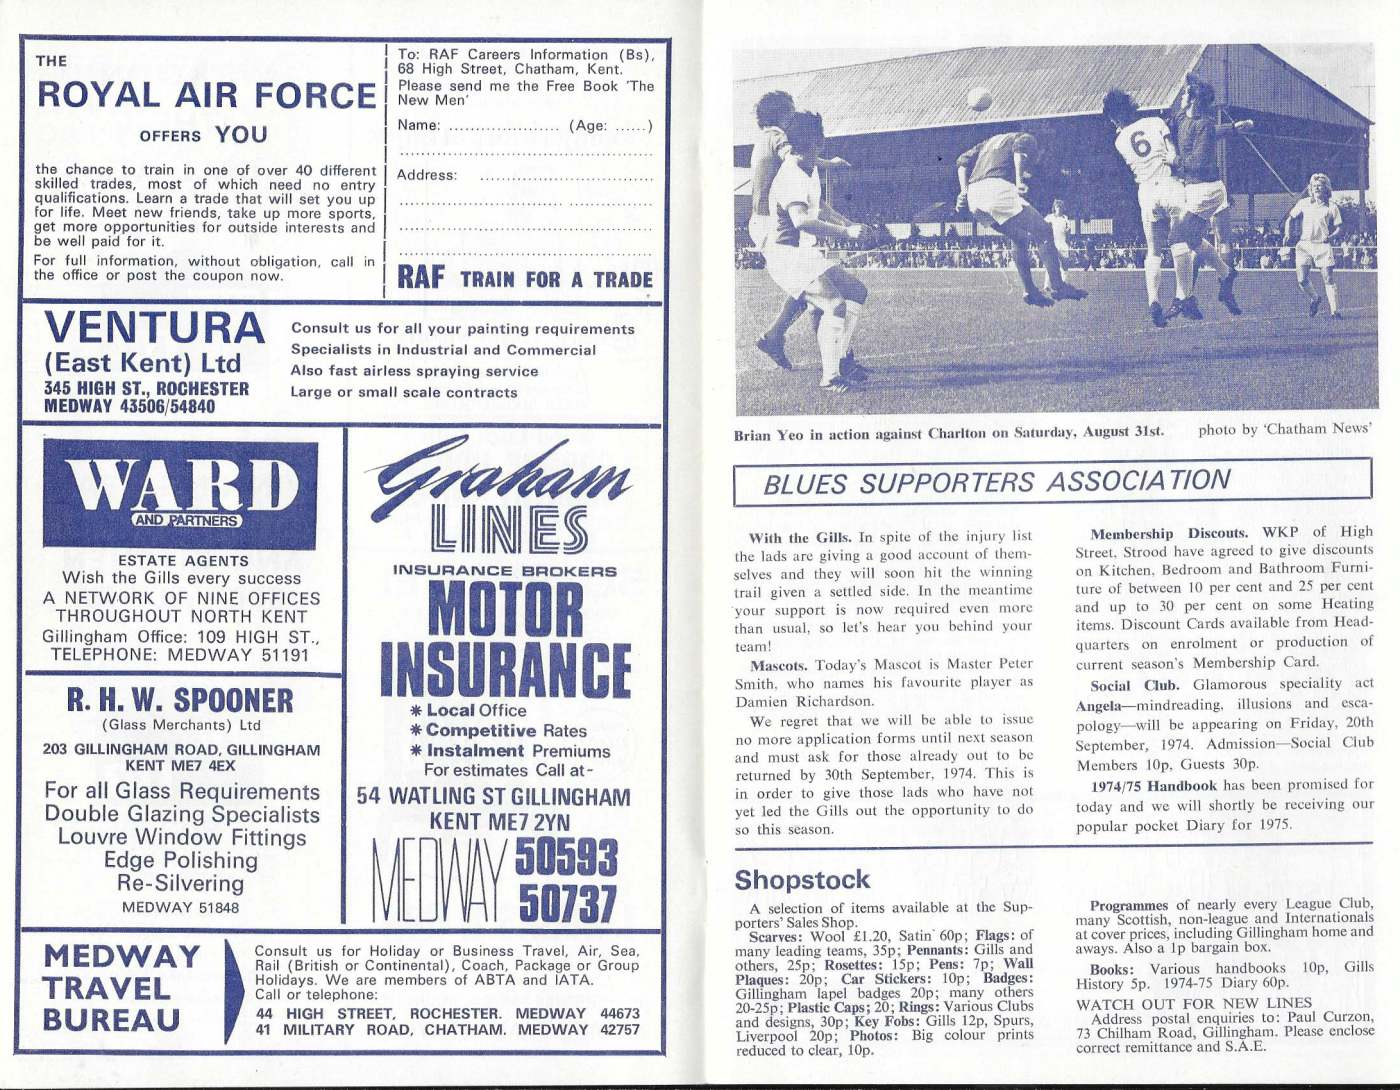 THE
ROYAL AIR FORCE
OFFERS YOU
the chance to train in one of over 40 different
skilled trades, most of which need no entry
qualifications. Learn a trade that will set you up
for life. Meet new friends, take up more sports,
get more opportunities for outside interests and
be well paid for it.
For full information, without obligation, call in
the office or post the coupon now.
To: RAF Careers Information (Bs),
68 High Street, Chatham, Kent.
Please send me the Free Book 'The
New Men'
Name: ..................... (Age: ......)
Address: ................................
RAF TRAIN FOR A TRADE
VENTURA
(East Kent) Ltd
345 HIGH ST., ROCHESTER
MEDWAY 43506/54840
Consult us for all your painting requirements
Specialists in Industrial and Commercial
Also fast airless spraying service
Large or small scale contracts
WARD
AND PARTNERS
ESTATE AGENTS
Wish the Gills every success
A NETWORK OF NINE OFFICES
THROUGHOUT NORTH KENT
Gillingham Office: 109 HIGH ST.,
TELEPHONE: MEDWAY 51191
R. H. W. SPOONER
(Glass Merchants) Ltd
203 GILLINGHAM ROAD, GILLINGHAM
KENT ME7 4EX
For all Glass Requirements
Double Glazing Specialists
Louvre Window Fittings
Edge Polishing
Re-Silvering
MEDWAY 51848
Graham
LINES
INSURANCE BROKERS
MOTOR
INSURANCE
* Local Office
* Competitive Rates
* Instalment Premiums
For estimates Call at-
54 WATLING ST GILLINGHAM
KENT ME7 2YN
MEDWAY 50593
50737
MEDWAY
TRAVEL
BUREAU
Consult us for Holiday or Business Travel, Air, Sea,
Rail (British or Continental), Coach, Package or Group
Holidays. We are members of ABTA and IATA.
Call or telephone:
44 HIGH STREET, ROCHESTER. MEDWAY 44673
41 MILITARY ROAD, CHATHAM. MEDWAY 42757
6
Brian Yeo in action against Charlton on Saturday, August 31st. photo by 'Chatham News'
BLUES SUPPORTERS ASSOCIATION
With the Gills. In spite of the injury list
the lads are giving a good account of them-
selves and they will soon hit the winning
trail given a settled side. In the meantime
your support is now required even more
than usual, so let's hear you behind your
team!
Mascots. Today's Mascot is Master Peter
Smith, who names his favourite player as
Damien Richardson.
We regret that we will be able to issue
no more application forms until next season
and must ask for those already out to be
returned by 30th September, 1974. This is
in order to give those lads who have not
yet led the Gills out the opportunity to do
so this season.
Membership Discouts. WKP of High
Street, Strood have agreed to give discounts
on Kitchen, Bedroom and Bathroom Furni-
ture of between 10 per cent and 25 per cent
and up to 30 per cent on some Heating
items. Discount Cards available from Head-
quarters on enrolment or production of
current season's Membership Card.
Social Club. Glamorous speciality act
Angela—mindreading, illusions and esca-
pology—will be appearing on Friday, 20th
September, 1974. Admission—Social Club
Members 10p, Guests 30p.
1974/75 Handbook has been promised for
today and we will shortly be receiving our
popular pocket Diary for 1975.
Shopstock
A selection of items available at the Sup-
porters' Sales Shop.
Scarves: Wool £1.20, Satin 60p; Flags: of
many leading teams, 35p; Pennants: Gills and
others, 25p; Rosettes: 15p; Pens: 7p; Wall
Plaques: 20p; Car Stickers: 10p; Badges:
Gillingham lapel badges 20p; many others
20-25p; Plastic Caps; 20; Rings: Various Clubs
and designs, 30p; Key Fobs: Gills 12p, Spurs,
Liverpool 20p; Photos: Big colour prints
reduced to clear, 10p.
Programmes of nearly every League Club,
many Scottish, non-league and Internationals
at cover prices, including Gillingham home and
aways. Also a 1p bargain box.
Books: Various handbooks 10p, Gills
History 5p. 1974-75 Diary 60p.
WATCH OUT FOR NEW LINES
Address postal enquiries to: Paul Curzon,
73 Chilham Road, Gillingham. Please enclose
correct remittance and S.A.E.